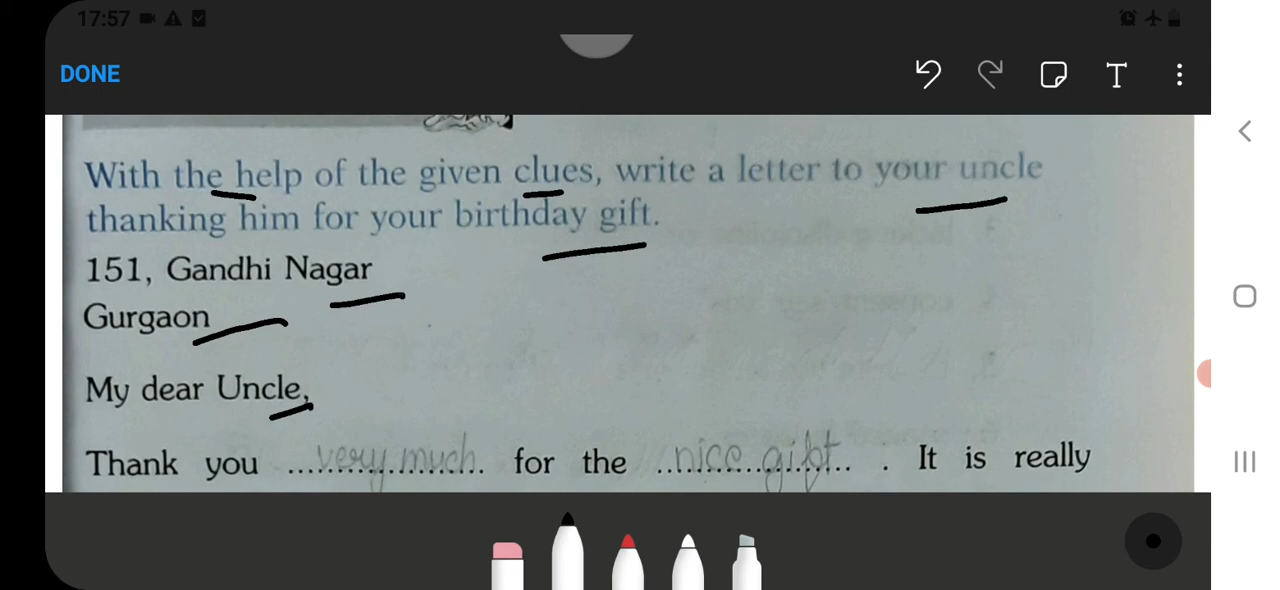 17:57
DONE
T
With the help of the given clues, write a letter to your uncle
thanking him for your birthday gift.
151, Gandhi Nagar
Gurgaon
My dear Uncle,
Thank you ...very much... for the ...nice gift... . It is really